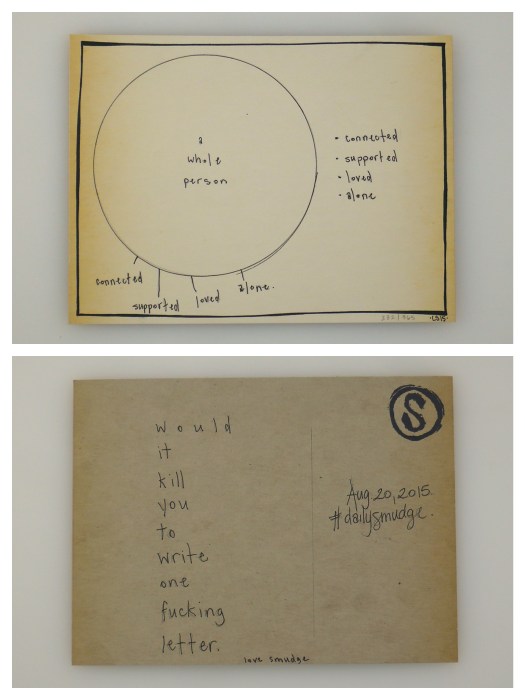 a
whole
person
• connected
• supported
• loved
• alone
connected
supported
loved
alone.
.LS15.
would
it
kill
you
to
write
one
fucking
letter.
love smudge
S
Aug 20, 2015.
#dailysmudge.